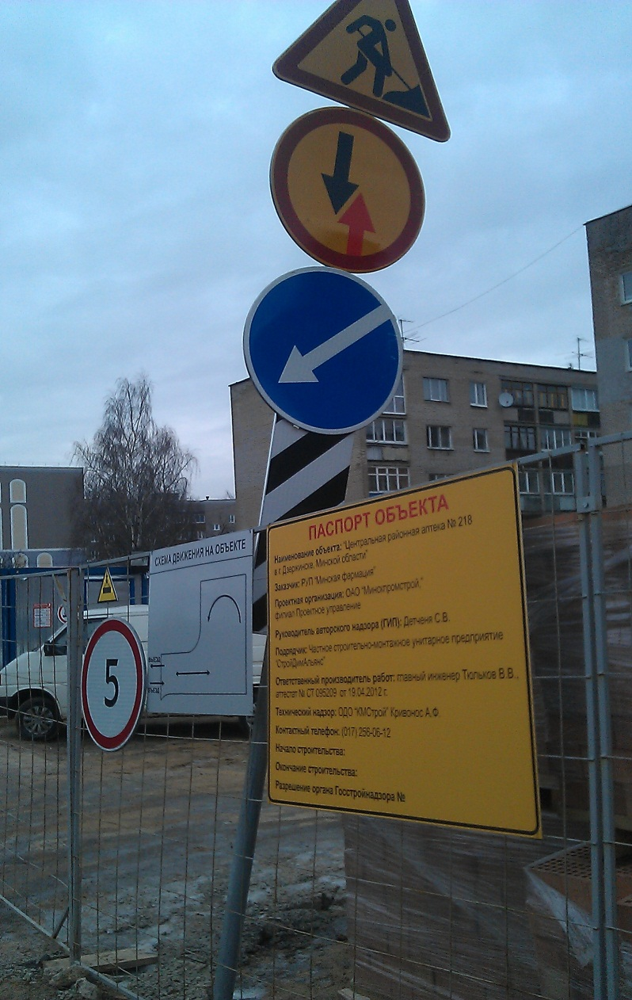 ПАСПОРТ ОБЪЕКТА
Наименование объекта: "Центральная районная аптека № 218
в г.Дзержинске, Минской области"
Заказчик: РУП "Минская фармация"
Проектная организация: ОАО "Минскпромстрой,"
филиал Проектное управление
Руководитель авторского надзора (ГИП): Детченя С.В.
Подрядчик: Частное строительно-монтажное унитарное предприятие
"СтройДимАльянс"
Ответственный производитель работ: главный инженер Тюльков В.В.,
аттестат № СТ 095209 от 19.04.2012 г.
Технический надзор: ОДО "КМСтрой" Кривонос А.Ф.
Контактный телефон: (017) 256-06-12
Начало строительства:
Окончание строительства:
Разрешение органа Госстройнадзора №
СХЕМА ДВИЖЕНИЯ НА ОБЪЕКТЕ
ВЫЕЗД
ВЪЕЗД
5